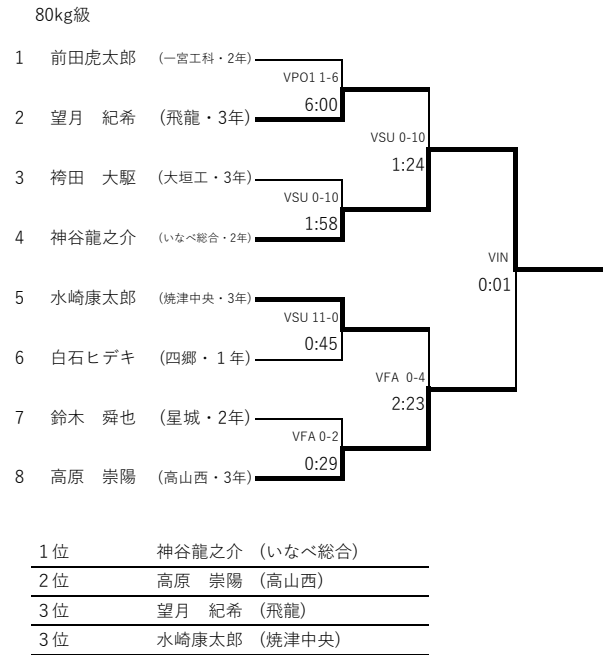 80kg級
1 前田虎太郎 (一宮工科・2年)
VPO1 1-6
6:00
2 望月 紀希 (飛龍・3年)
VSU 0-10
1:24
3 袴田 大駆 (大垣工・3年)
VSU 0-10
1:58
4 神谷龍之介 (いなべ総合・2年)
VIN
0:01
5 水崎康太郎 (焼津中央・3年)
VSU 11-0
0:45
6 白石ヒデキ (四郷・１年)
VFA 0-4
2:23
7 鈴木 舜也 (星城・2年)
VFA 0-2
0:29
8 高原 崇陽 (高山西・3年)
1位 神谷龍之介 (いなべ総合)
2位 高原 崇陽 (高山西)
3位 望月 紀希 (飛龍)
3位 水崎康太郎 (焼津中央)